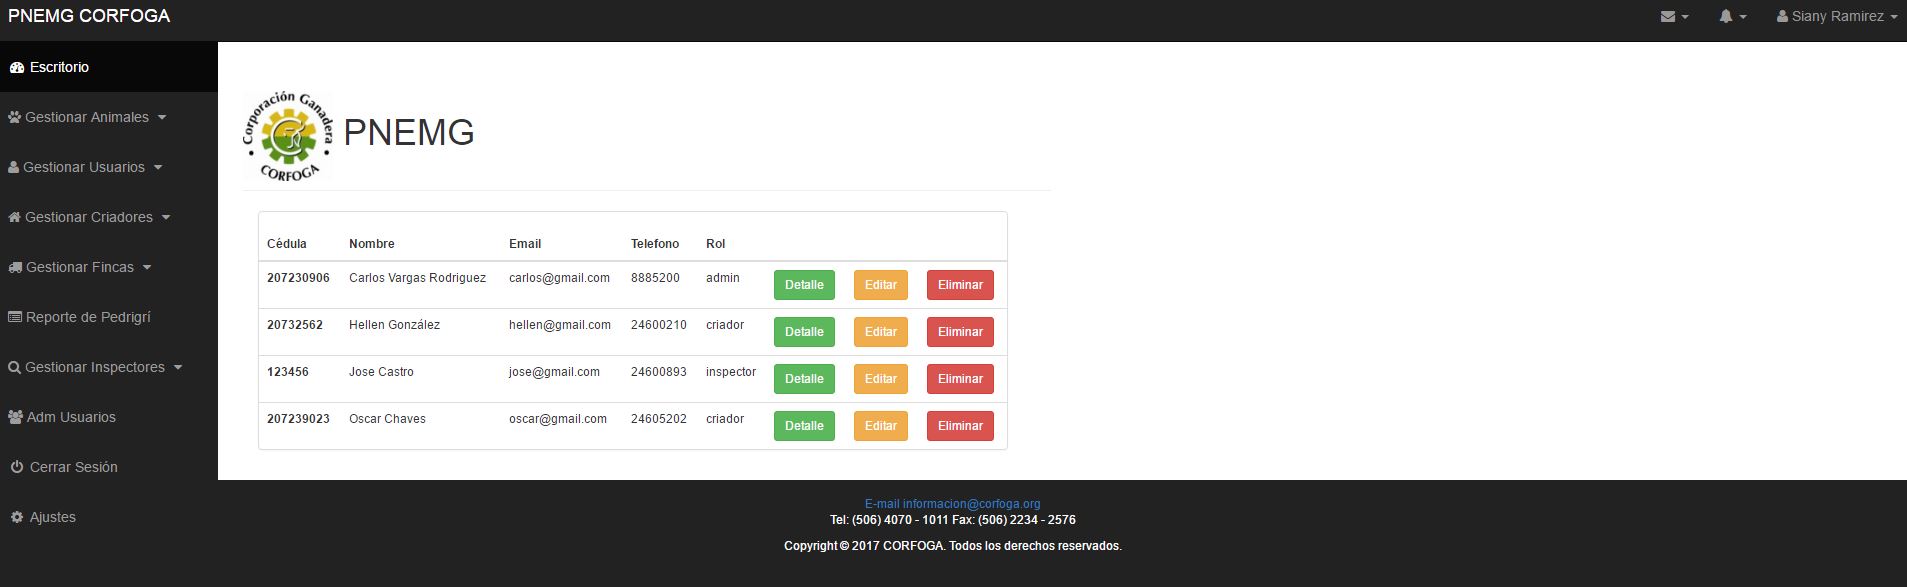 PNEMG CORFOGA
Siany Ramirez
Escritorio
Gestionar Animales
Gestionar Usuarios
Gestionar Criadores
Gestionar Fincas
Reporte de Pedrigrí
Gestionar Inspectores
Adm Usuarios
Cerrar Sesión
Ajustes
Corporación Ganadera
• CORFOGA •
PNEMG
Cédula Nombre Email Telefono Rol
207230906 Carlos Vargas Rodriguez carlos@gmail.com 8885200 admin Detalle Editar Eliminar
20732562 Hellen González hellen@gmail.com 24600210 criador Detalle Editar Eliminar
123456 Jose Castro jose@gmail.com 24600893 inspector Detalle Editar Eliminar
207239023 Oscar Chaves oscar@gmail.com 24605202 criador Detalle Editar Eliminar
E-mail informacion@corfoga.org
Tel: (506) 4070 - 1011 Fax: (506) 2234 - 2576
Copyright © 2017 CORFOGA. Todos los derechos reservados.